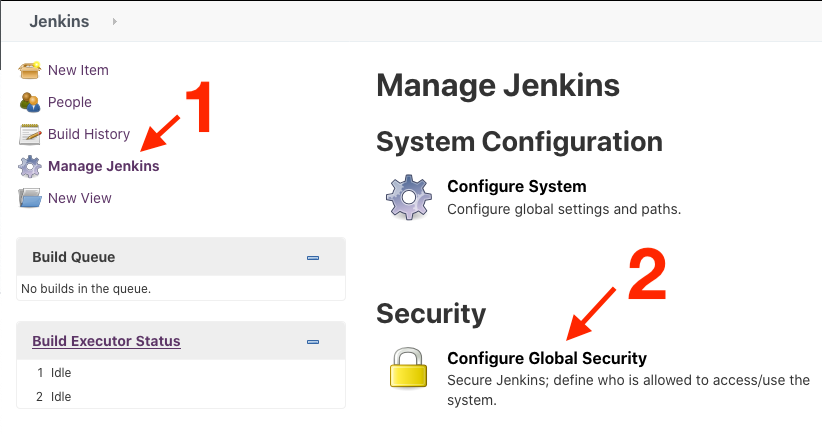 Jenkins
New Item
People
Build History
Manage Jenkins
New View
1
Build Queue
No builds in the queue.
Build Executor Status
1 Idle
2 Idle
Manage Jenkins
System Configuration
Configure System
Configure global settings and paths.
2
Security
Configure Global Security
Secure Jenkins; define who is allowed to access/use the
system.